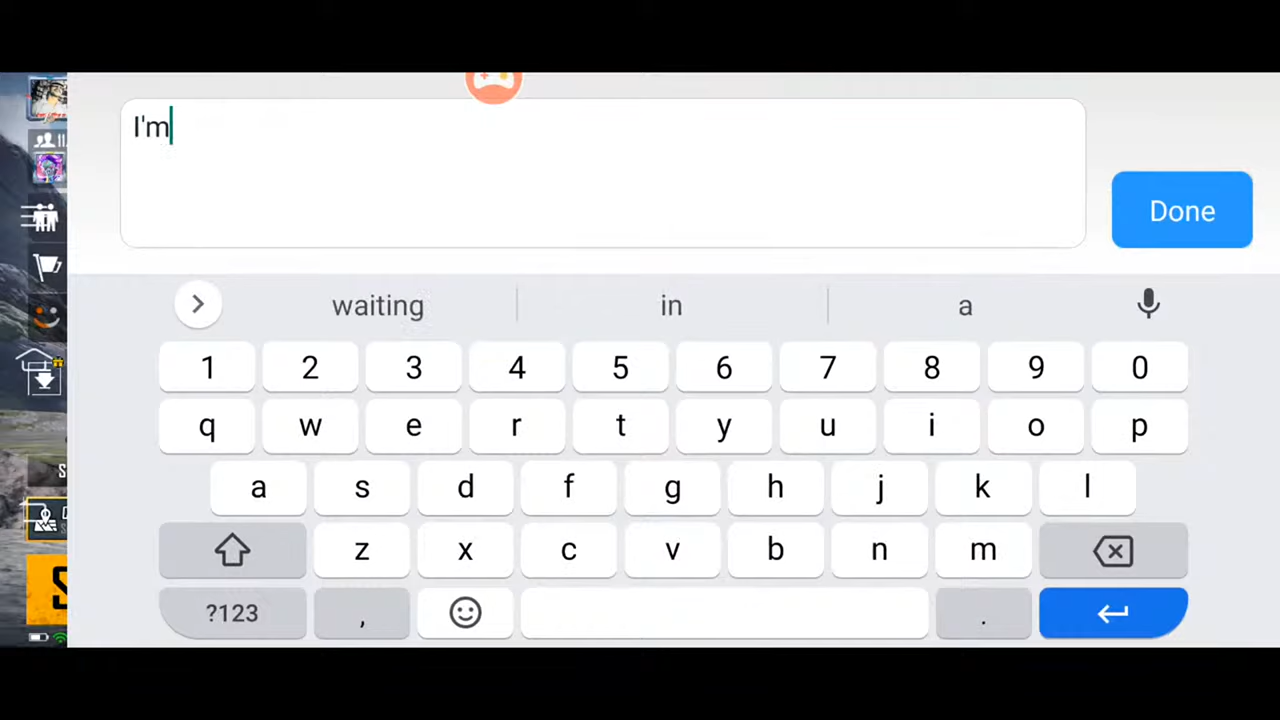 I'm
Done
waiting
in
a
1 2 3 4 5 6 7 8 9 0
q w e r t y u i o p
a s d f g h j k l
z x c v b n m
?123 , .